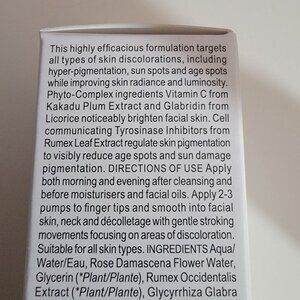 This highly efficacious formulation targets
all types of skin discolorations, including
hyper-pigmentation, sun spots and age spots
while improving skin radiance and luminosity.
Phyto-Complex ingredients Vitamin C from
Kakadu Plum Extract and Glabridin from
Licorice noticeably brighten facial skin. Cell
communicating Tyrosinase Inhibitors from
Rumex Leaf Extract regulate skin pigmentation
to visibly reduce age spots and sun damage
pigmentation. DIRECTIONS OF USE Apply
both morning and evening after cleansing and
before moisturisers and facial oils. Apply 2-3
pumps to finger tips and smooth into facial
skin, neck and décolletage with gentle stroking
movements focusing on areas of discoloration.
Suitable for all skin types. INGREDIENTS Aqua/
Water/Eau, Rose Damascena Flower Water,
Glycerin (*Plant/Plante), Rumex Occidentalis
Extract (*Plant/Plante), Glycyrrhiza Glabra